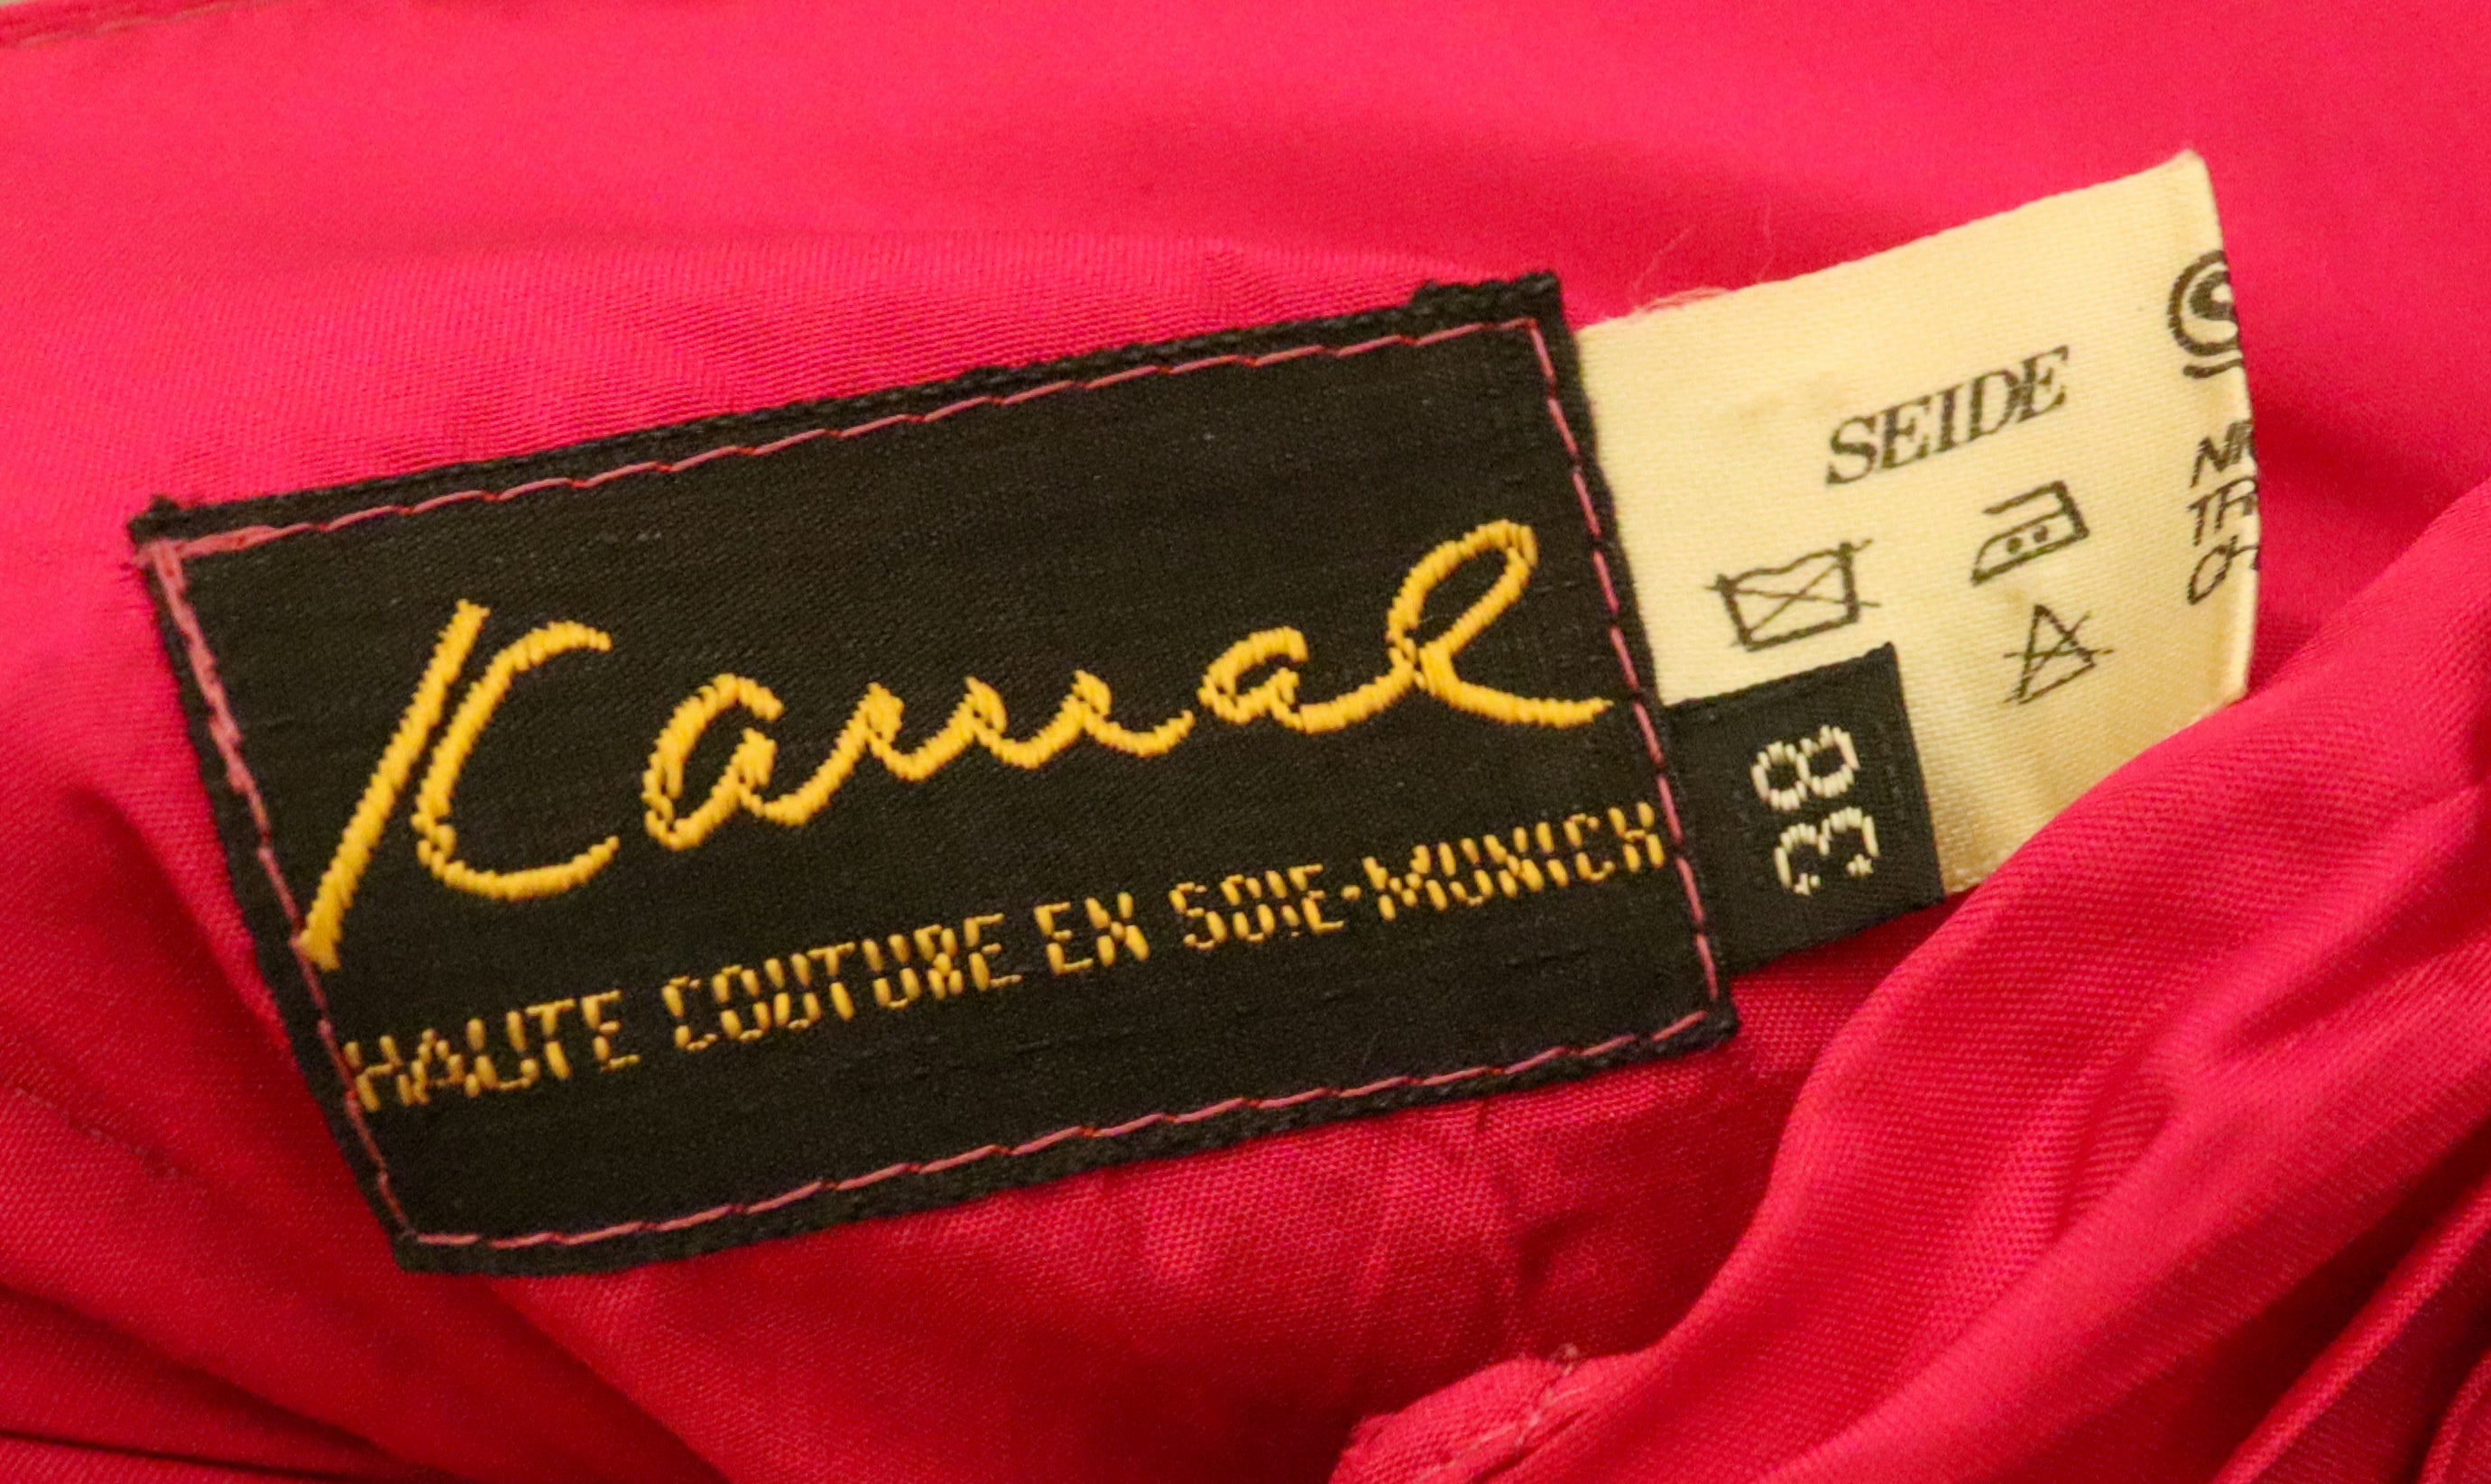 Kamal
HAUTE COUTURE EN SOIE-MUNICH
38
SEIDE